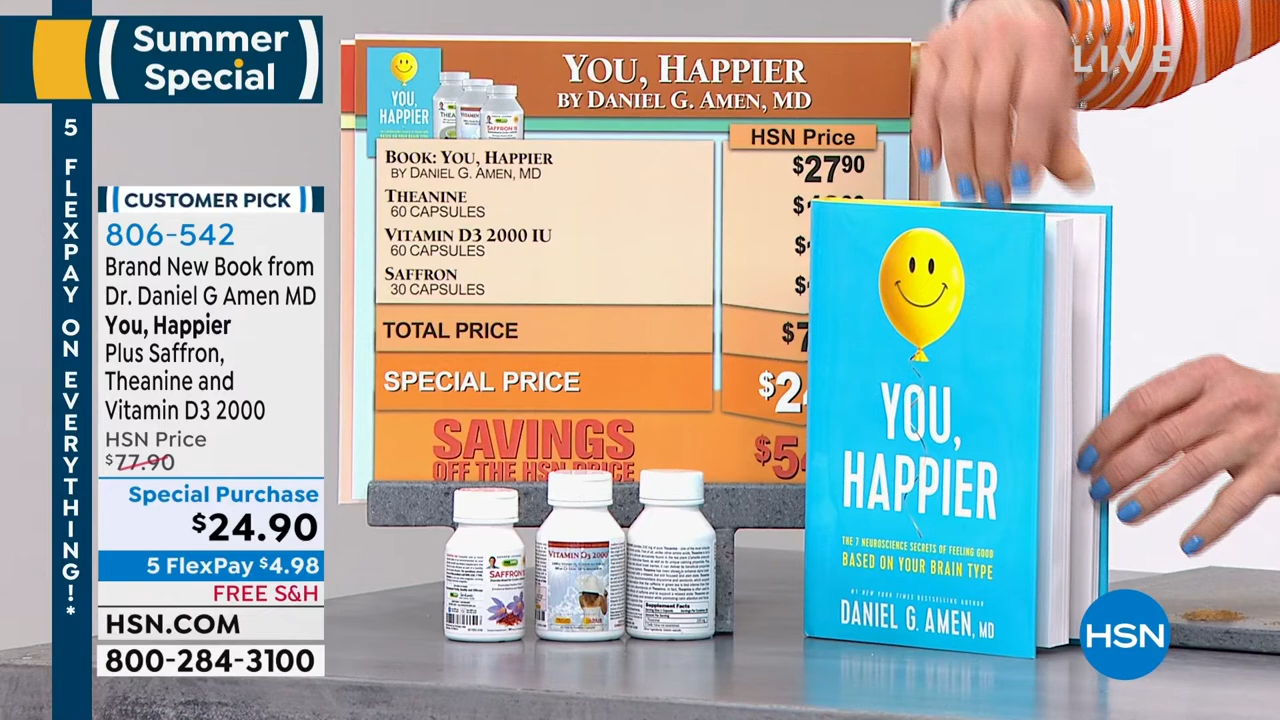 ( Summer
Special )
5 FLEXPAY ON EVERYTHING!*
CUSTOMER PICK
806-542
Brand New Book from
Dr. Daniel G Amen MD
You, Happier
Plus Saffron,
Theanine and
Vitamin D3 2000
HSN Price
$77.90
Special Purchase
$24.90
5 FlexPay $4.98
FREE S&H
HSN.COM
800-284-3100
YOU, HAPPIER
BY DANIEL G. AMEN, MD
YOU,
HAPPIER
SAFFRON
HSN Price
BOOK: YOU, HAPPIER
BY DANIEL G. AMEN, MD
$27.90
THEANINE
60 CAPSULES
VITAMIN D3 2000 IU
60 CAPSULES
SAFFRON
30 CAPSULES
TOTAL PRICE
$7
SPECIAL PRICE
$2
SAVINGS
OFF THE HSN PRICE
$5
SAFFRON
VITAMIN D3 2000
Supplement Facts
LIVE
YOU,
HAPPIER
THE 7 NEUROSCIENCE SECRETS OF FEELING GOOD
BASED ON YOUR BRAIN TYPE
#1 NEW YORK TIMES BESTSELLING AUTHOR
DANIEL G. AMEN, MD
HSN